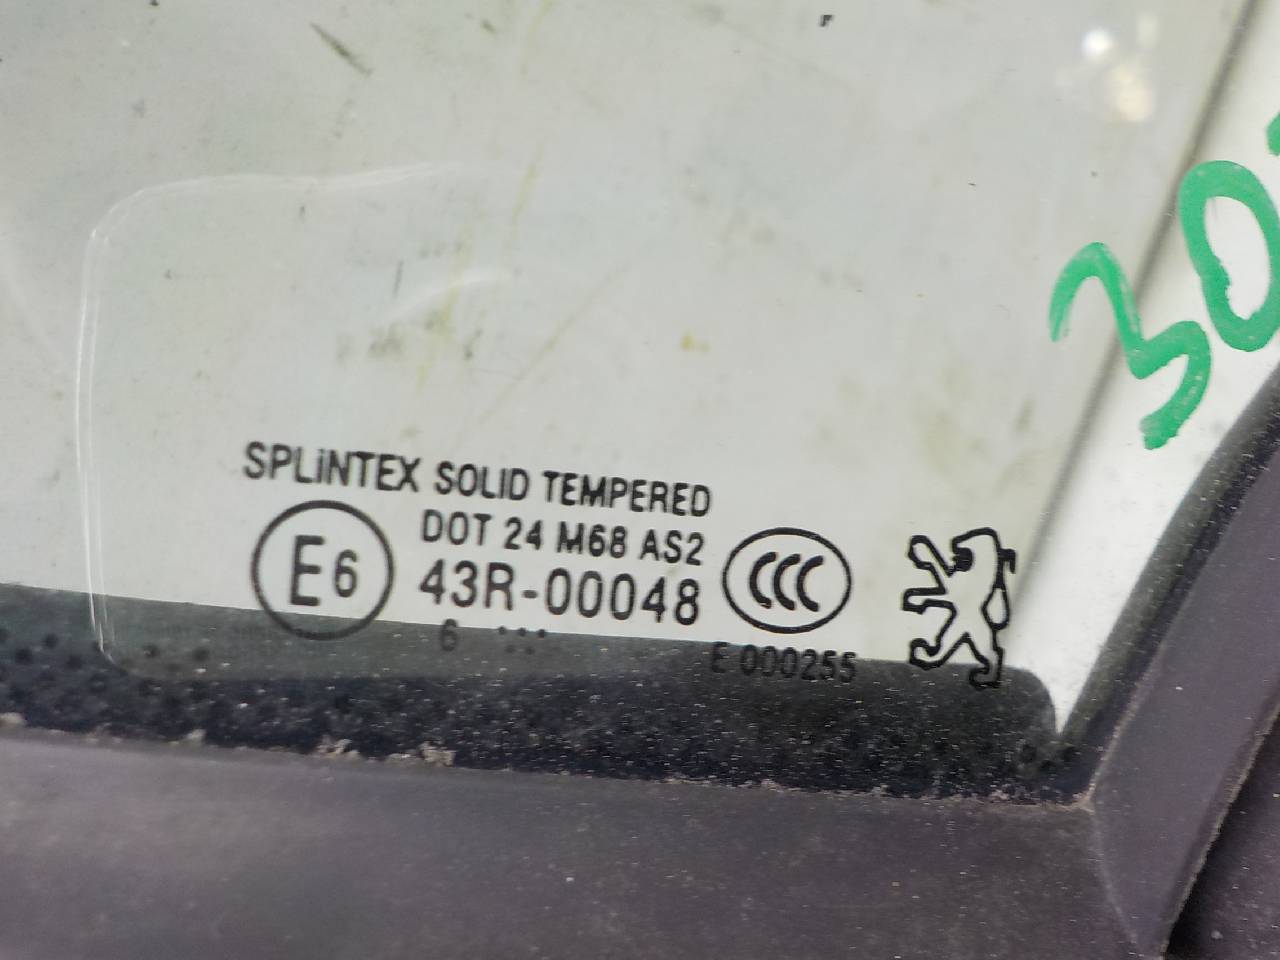 SPLiNTEX SOLID TEMPERED
DOT 24 M68 AS2
E6 43R-00048 CCC
6 ...
E 000255
30